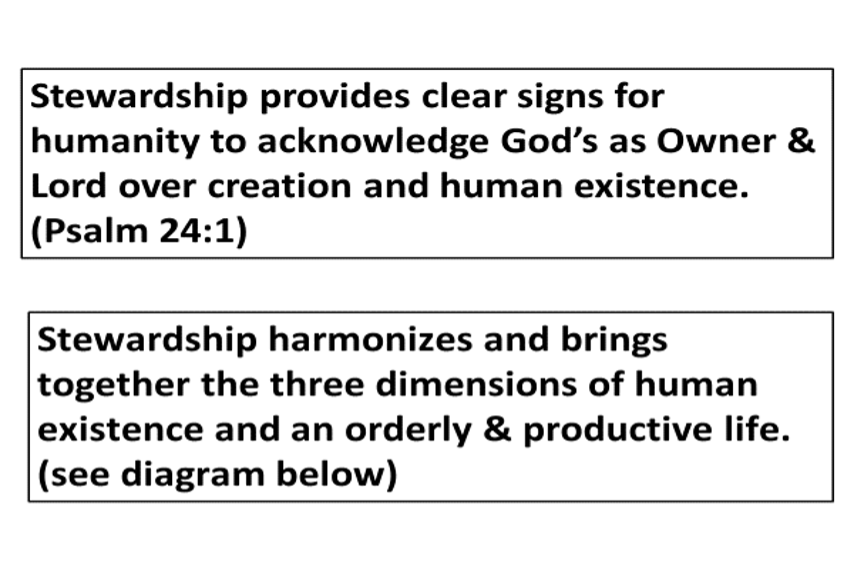 Stewardship provides clear signs for
humanity to acknowledge God’s as Owner &
Lord over creation and human existence.
(Psalm 24:1)
Stewardship harmonizes and brings
together the three dimensions of human
existence and an orderly & productive life.
(see diagram below)